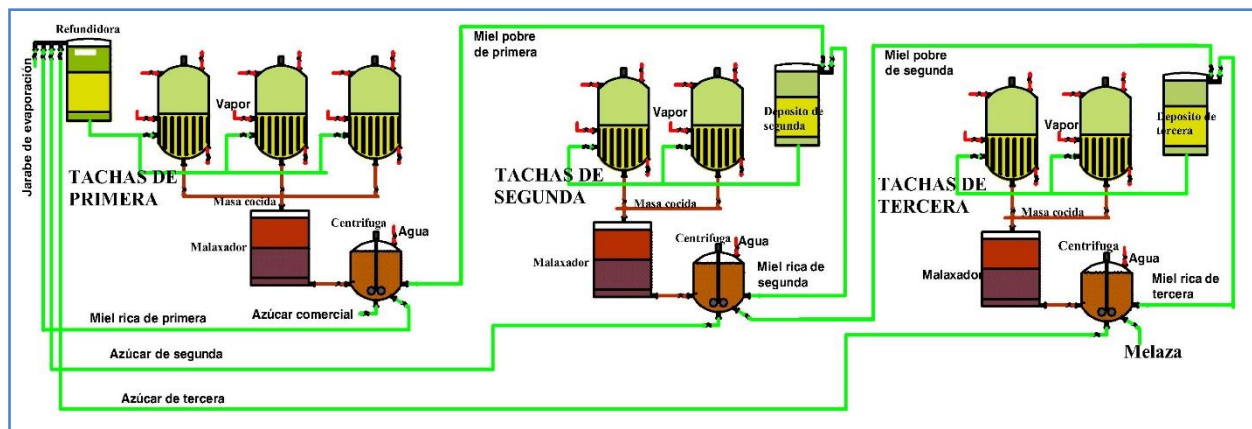 Refundidora
Jarabe de evaporación
Vapor
TACHAS DE
PRIMERA
Masa cocida
Malaxador
Centrifuga
Agua
Azúcar comercial
Miel rica de primera
Azúcar de segunda
Azúcar de tercera
Miel pobre
de primera
Vapor
Deposito de
segunda
TACHAS DE
SEGUNDA
Masa cocida
Malaxador
Centrifuga
Agua
Miel rica de
segunda
Miel pobre
de segunda
Vapor
Deposito de
tercera
TACHAS DE
TERCERA
Masa cocida
Malaxador
Centrifuga
Agua
Miel rica de
tercera
Melaza